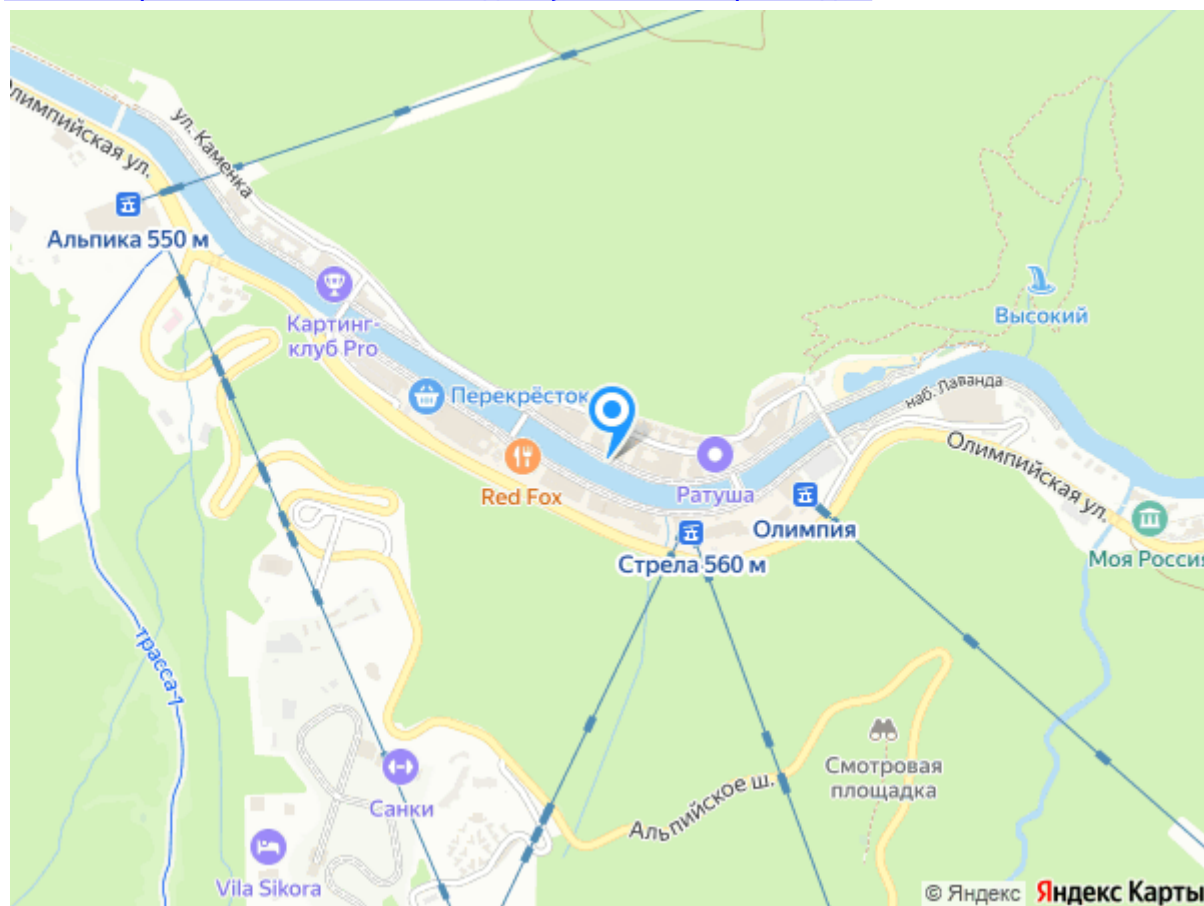 Олимпийская ул.
ул. Каменка
Альпика 550 м
Картинг-
клуб Pro
Высокий
Перекрёсток
наб. Лаванда
Олимпийская ул.
Red Fox
Ратуша
Олимпия
Стрела 560 м
Моя Россия
трасса 1
Смотровая
площадка
Санки
Альпийское ш.
Vila Sikora
© Яндекс Яндекс Карты